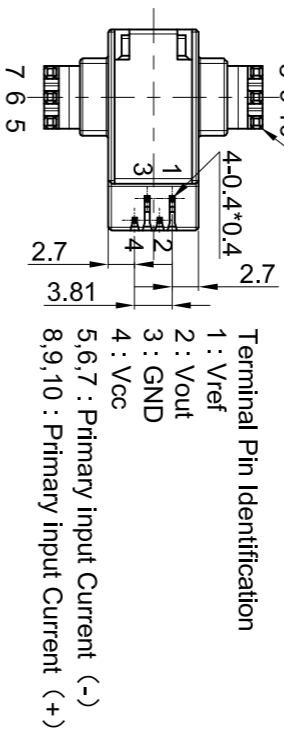 7 6 5
1
3
2
4
4-0.4*0.4
2.7
2.7
3.81
Terminal Pin Identification
1 : Vref
2 : Vout
3 : GND
4 : Vcc
5,6,7 : Primary input Current (-)
8,9,10 : Primary input Current (+)